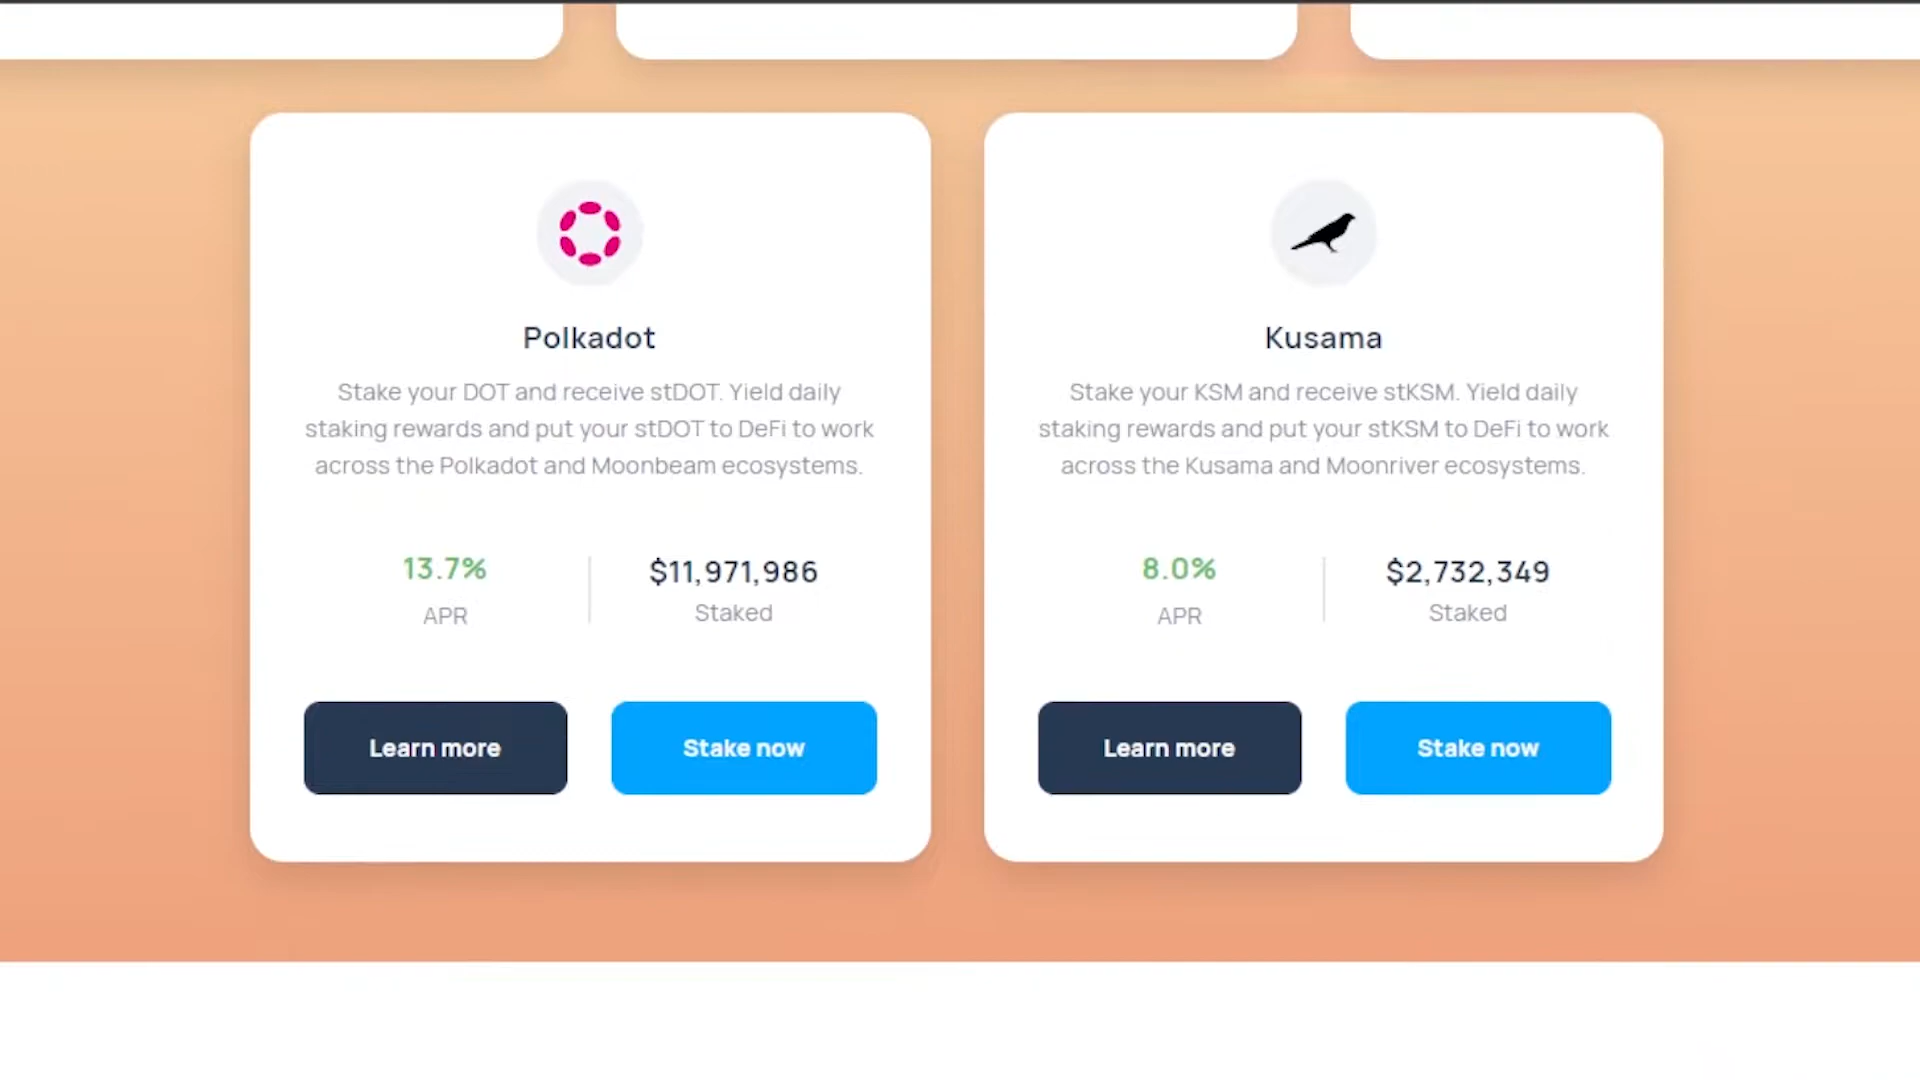 Polkadot
Stake your DOT and receive stDOT. Yield daily
staking rewards and put your stDOT to DeFi to work
across the Polkadot and Moonbeam ecosystems.
13.7%
APR
$11,971,986
Staked
Learn more
Stake now
Kusama
Stake your KSM and receive stKSM. Yield daily
staking rewards and put your stKSM to DeFi to work
across the Kusama and Moonriver ecosystems.
8.0%
APR
$2,732,349
Staked
Learn more
Stake now